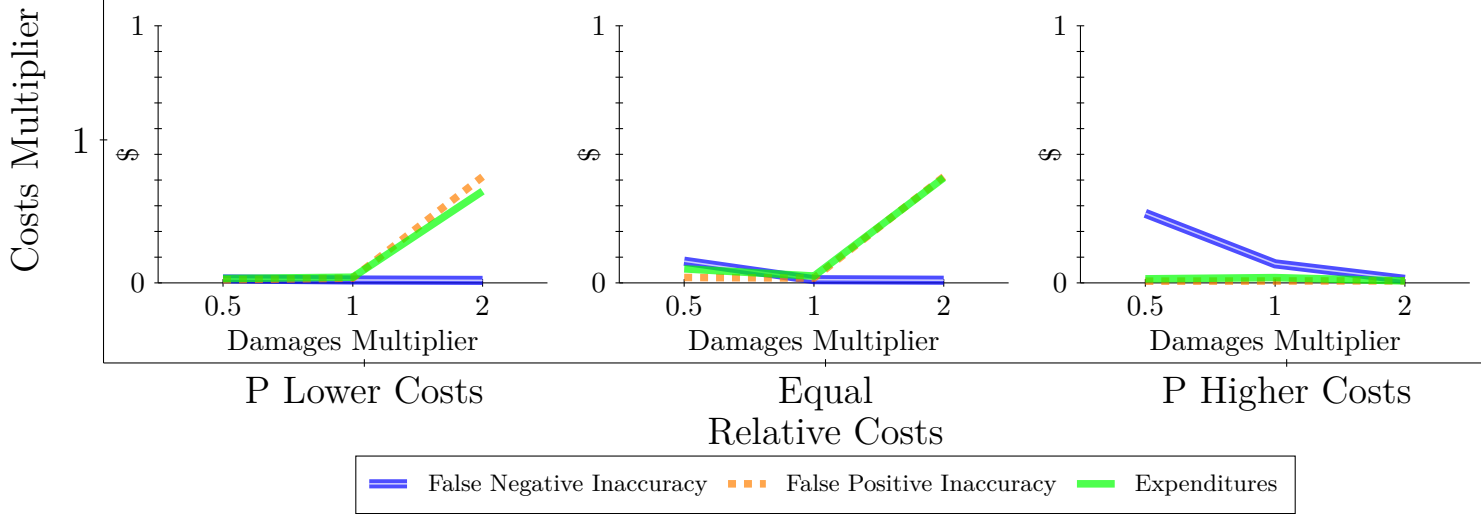 Costs Multiplier
1
1
$
0
0.5 1 2
Damages Multiplier
P Lower Costs
1
$
0
0.5 1 2
Damages Multiplier
Equal
1
$
0
0.5 1 2
Damages Multiplier
P Higher Costs
Relative Costs
False Negative Inaccuracy False Positive Inaccuracy Expenditures